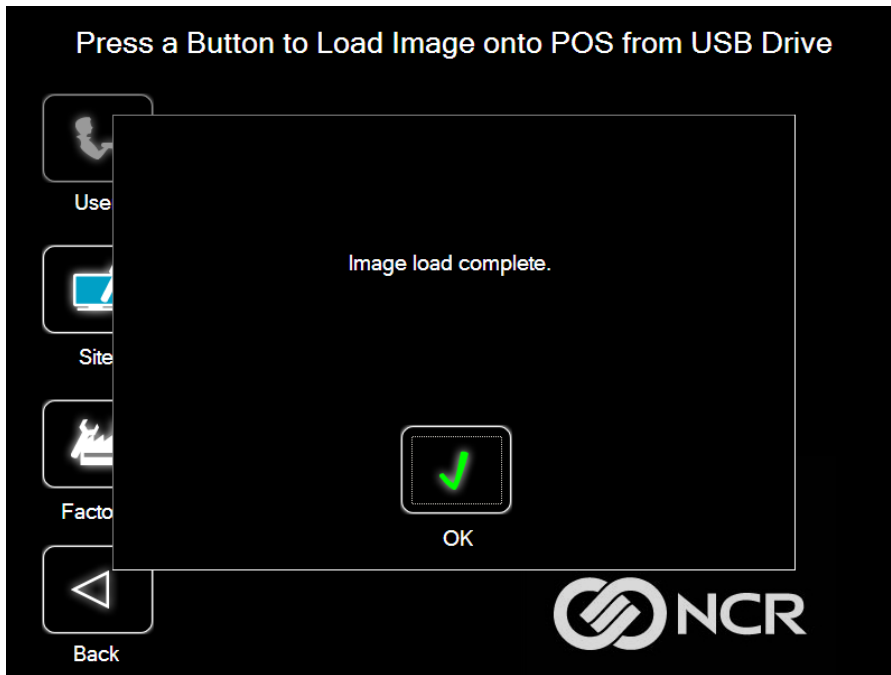 Press a Button to Load Image onto POS from USB Drive
Use
Image load complete.
Site
Facto
OK
NCR
Back